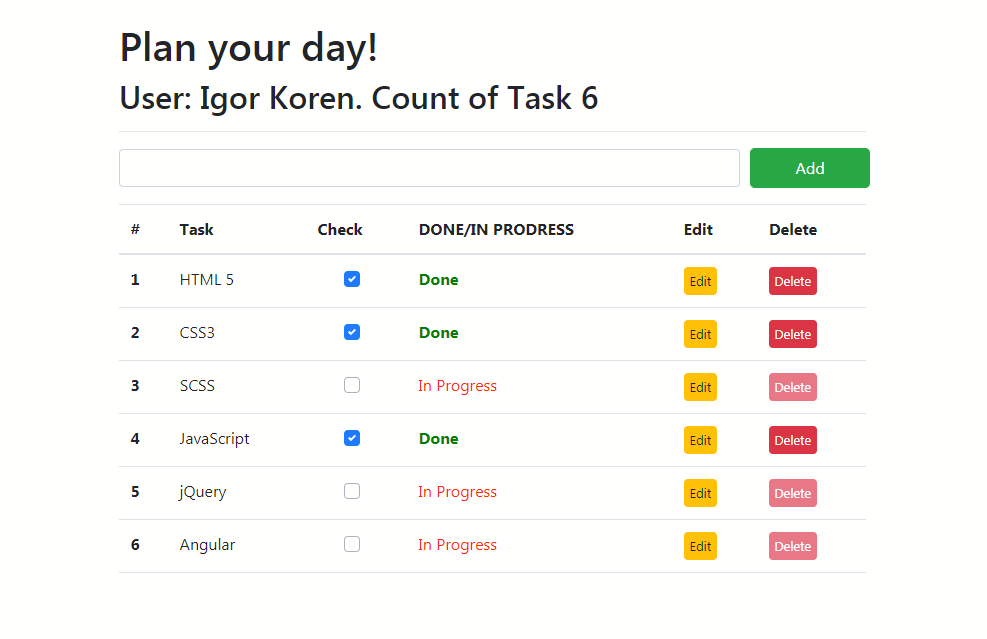 Plan your day!
User: Igor Koren. Count of Task 6
Add
# Task Check DONE/IN PRODRESS Edit Delete
1 HTML 5 Done Edit Delete
2 CSS3 Done Edit Delete
3 SCSS In Progress Edit Delete
4 JavaScript Done Edit Delete
5 jQuery In Progress Edit Delete
6 Angular In Progress Edit Delete